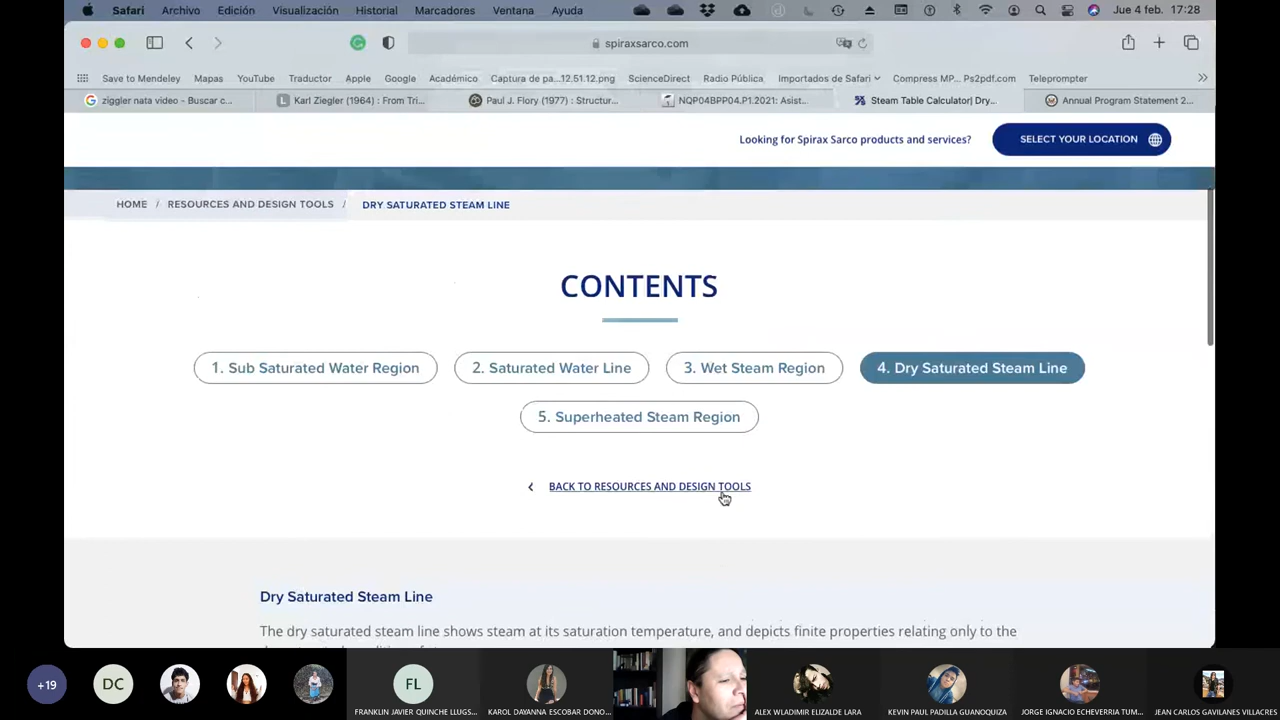 Safari Archivo Edición Visualización Historial Marcadores Ventana Ayuda Jue 4 feb. 17:28
spiraxsarco.com
Save to Mendeley Mapas YouTube Traductor Apple Google Académico Captura de pa...12.51.12.png ScienceDirect Radio Pública Importados de Safari Compress MP... Ps2pdf.com Teleprompter
ziggler nata video - Buscar c... Karl Ziegler (1964) : From Tri... Paul J. Flory (1977) : Structur... NQP04BPP04.P1.2021: Asist... Steam Table Calculator| Dry... Annual Program Statement 2...
Looking for Spirax Sarco products and services? SELECT YOUR LOCATION
HOME / RESOURCES AND DESIGN TOOLS / DRY SATURATED STEAM LINE
CONTENTS
1. Sub Saturated Water Region 2. Saturated Water Line 3. Wet Steam Region 4. Dry Saturated Steam Line
5. Superheated Steam Region
BACK TO RESOURCES AND DESIGN TOOLS
Dry Saturated Steam Line
The dry saturated steam line shows steam at its saturation temperature, and depicts finite properties relating only to the
+19 DC FL
FRANKLIN JAVIER QUINCHE LLUGS... KAROL DAYANNA ESCOBAR DONO... ALEX WLADIMIR ELIZALDE LARA KEVIN PAUL PADILLA GUANOQUIZA JORGE IGNACIO ECHEVERRIA TUM... JEAN CARLOS GAVILANES VILLARES